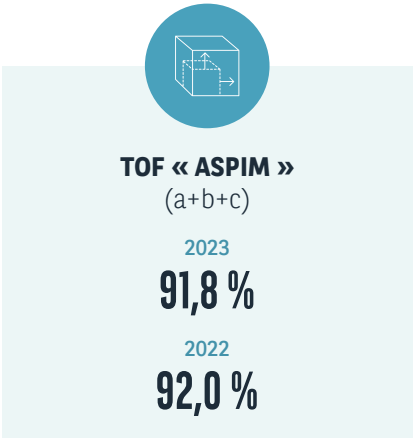 TOF « ASPIM »
(a+b+c)
2023
91,8 %
2022
92,0 %